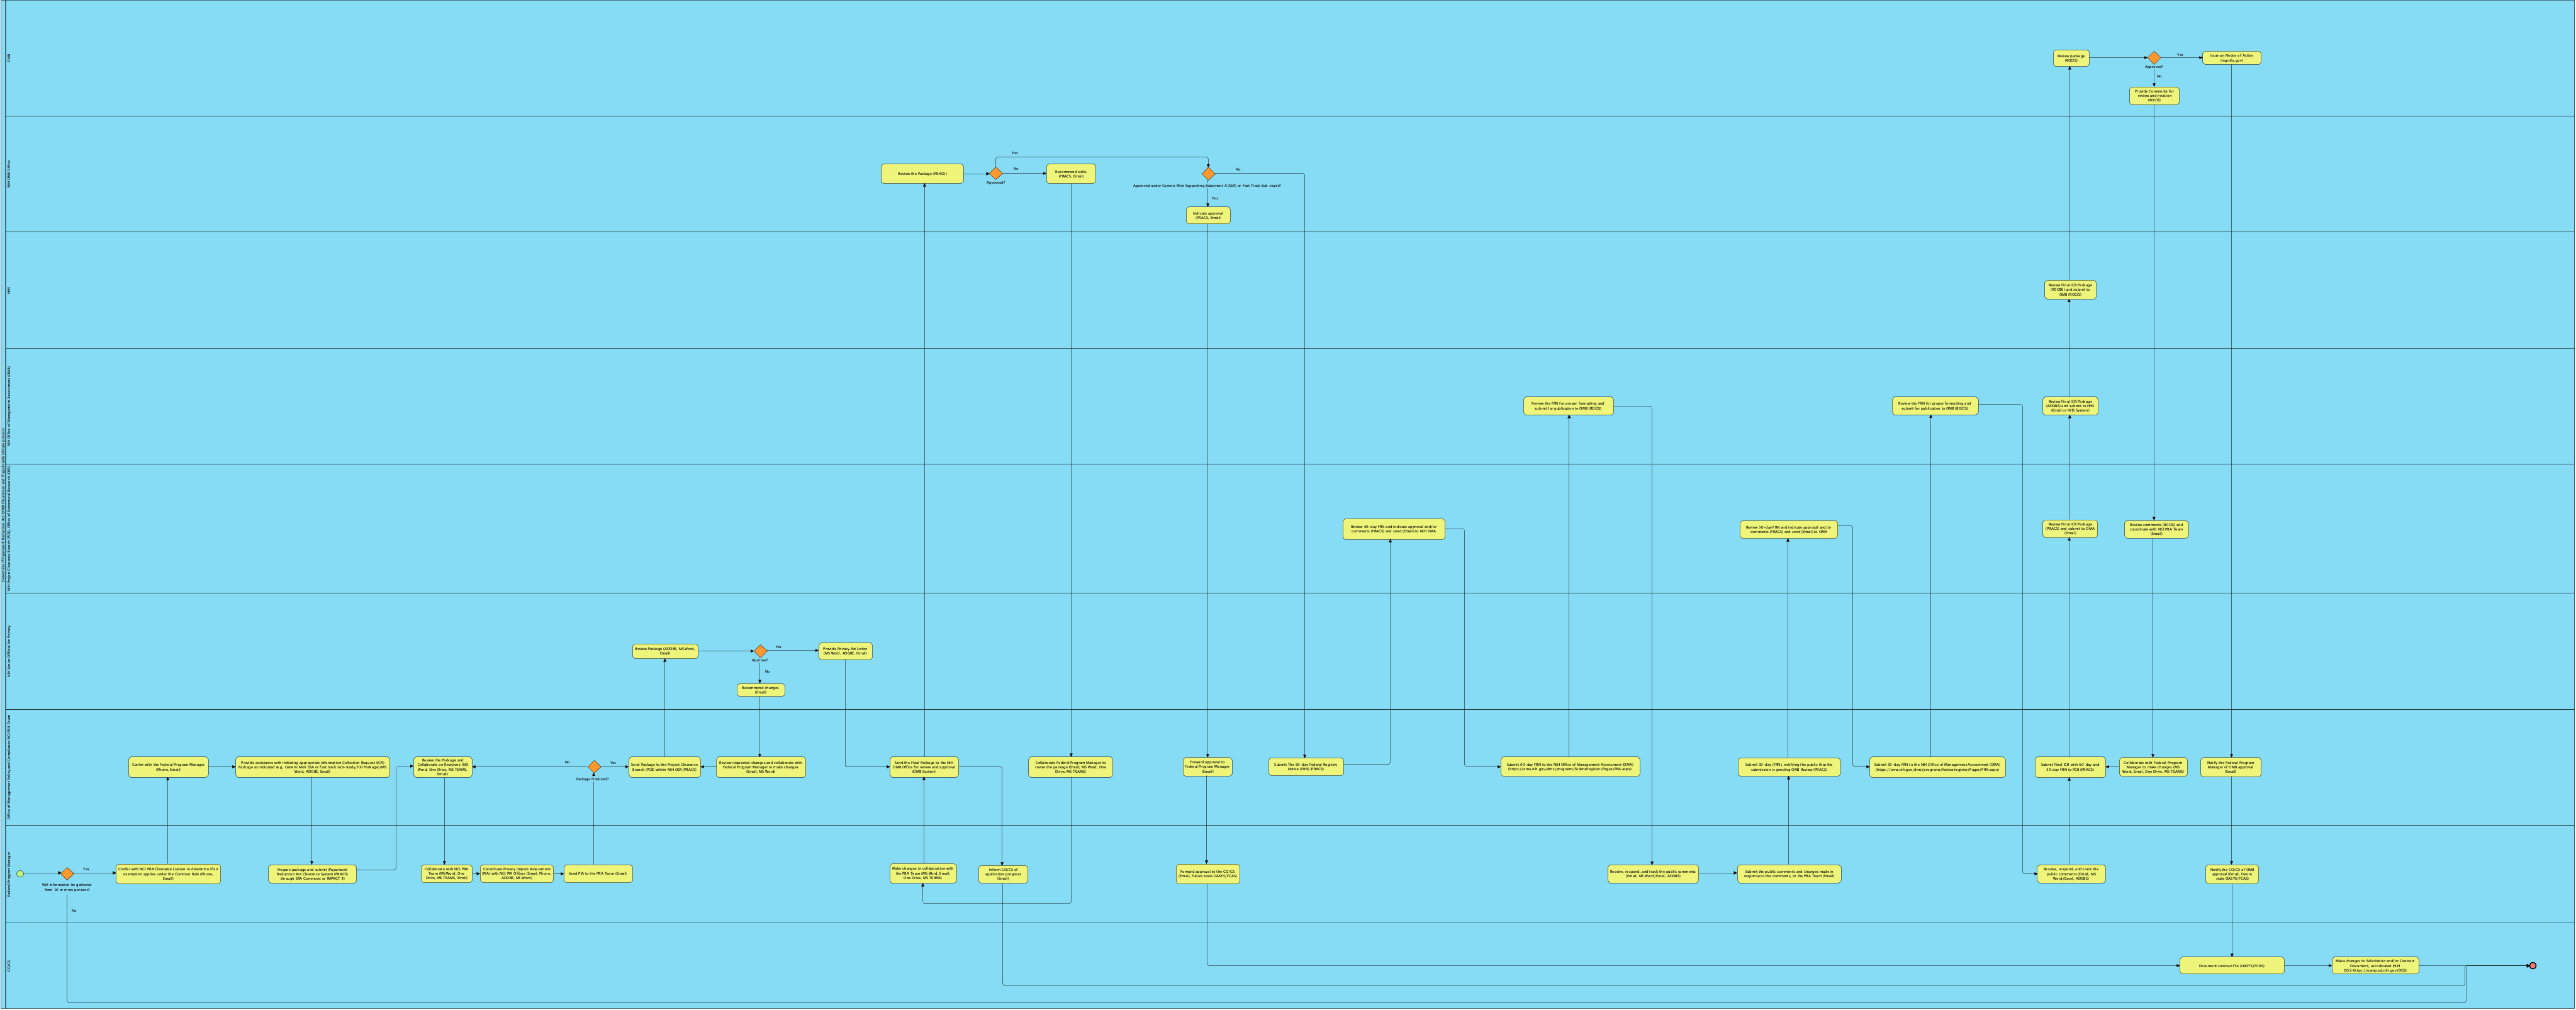 OMB
Review package
(ROCIS)
Approved?
Yes
No
Issue on Notice of Action
(reginfo.gov)
Provide Comments for
review and revision
(ROCIS)
NIH OMB Office
Review the Package (PRACS)
Approved?
Yes
No
Recommend edits
(PRACS, Email)
Approved under Generic Mini Supporting Statement A (SSA) or Fast Track Sub-study?
No
Yes
Indicate approval
(PRACS, Email)
HHS
Review Final ICR Package
(ADOBE) and submit to
OMB (ROCIS)
NIH Office of Management Assessment (OMA)
Review the FRN for proper formatting and
submit for publication to OMB (ROCIS)
Review the FRN for proper formatting and
submit for publication to OMB (ROCIS)
Review Final ICR Package
(ADOBE) and submit to HHS
(Email or HHS System)
NIH Project Clearance Branch (PCB), Office of Extramural Research (OER)
Review 60-day FRN and indicate approval and/or
comments (PRACS) and send (Email) to NIH OMA
Review 30-day FRN and indicate approval and/or
comments (PRACS) and send (Email) to OMA
Review Final ICR Package
(PRACS) and submit to OMA
(Email)
Review comments (ROCIS) and
coordinate with NCI PRA Team
(Email)
NIH Senior Official for Privacy
Review Package (ADOBE, MS Word,
Email)
Approval?
Yes
No
Provide Privacy Act Letter
(MS Word, ADOBE, Email)
Recommend changes
(Email)
Office of Management Policy and Compliance NCI PRA Team
Confer with the Federal Program Manager
(Phone, Email)
Provide assistance with initiating appropriate Information Collection Request (ICR)
Package as indicated (e.g. Generic Mini SSA or Fast track sub-study, Full Package) (MS
Word, ADOBE, Email)
Review the Package and
Collaborate on Revisions (MS
Word, One Drive, MS TEAMS,
Email)
No
Package Finalized?
Yes
Send Package to the Project Clearance
Branch (PCB) within NIH OER (PRACS)
Review requested changes and collaborate with
Federal Program Manager to make changes
(Email, MS Word)
Send the Final Package to the NIH
OMB Office for review and approval
(OMB System)
Collaborate Federal Program Manager to
review the package (Email, MS Word, One
Drive, MS TEAMS)
Forward approval to
Federal Program Manager
(Email)
Submit The 60-day Federal Registry
Notice (FRN) (PRACS)
Submit 60-day FRN to the NIH Office of Management Assessment (OMA)
(https://oma.nih.gov/dms/programs/federalregister/Pages/PRA.aspx)
Submit 30-day (FRN), notifying the public that the
submission is pending OMB Review (PRACS)
Submit 30-day FRN to the NIH Office of Management Assessment (OMA)
(https://oma.nih.gov/dms/programs/federalregister/Pages/PRA.aspx)
Submit Final ICR with 60-day and
30-day FRN to PCB (PRACS)
Collaborate with Federal Program
Manager to make changes (MS
Word, Email, One Drive, MS TEAMS)
Notify the Federal Program
Manager of OMB approval
(Email)
Federal Program Manager
Will Information be gathered
from 10 or more persons?
Yes
No
Confer with NCI PRA Clearance Liaison to determine if an
exemption applies under the Common Rule (Phone,
Email)
Prepare package and submit (Paperwork
Reduction Act Clearance System (PRACS)
through ERA Commons or IMPACT II)
Collaborate with NCI PRA
Team (MS Word, One
Drive, MS TEAMS, Email)
Coordinate Privacy Impact Assessment
(PIA) with NCI PIA Officer (Email, Phone,
ADOBE, MS Word)
Send PIA to the PRA Team (Email)
Make changes in collaboration with
the PRA Team (MS Word, Email,
One Drive, MS TEAMS)
Inform CO/CS of
application progress
(Email)
Forward approval to the CO/CS
(Email, Future state OASYS/FCAS)
Receive, respond, and track the public comments
(Email, MS Word/Excel, ADOBE)
Submit the public comments and changes made in
response to the comments, to the PRA Team (Email)
Receive, respond, and track the
public comments (Email, MS
Word/Excel, ADOBE)
Notify the CO/CS of OMB
approval (Email, Future
state OASYS/FCAS)
CO/CS
Document contract file (OASYS/FCAS)
Make changes to Solicitation and/or Contract
Document, as indicated (NIH
DGS-https://oamp.od.nih.gov/DGS)